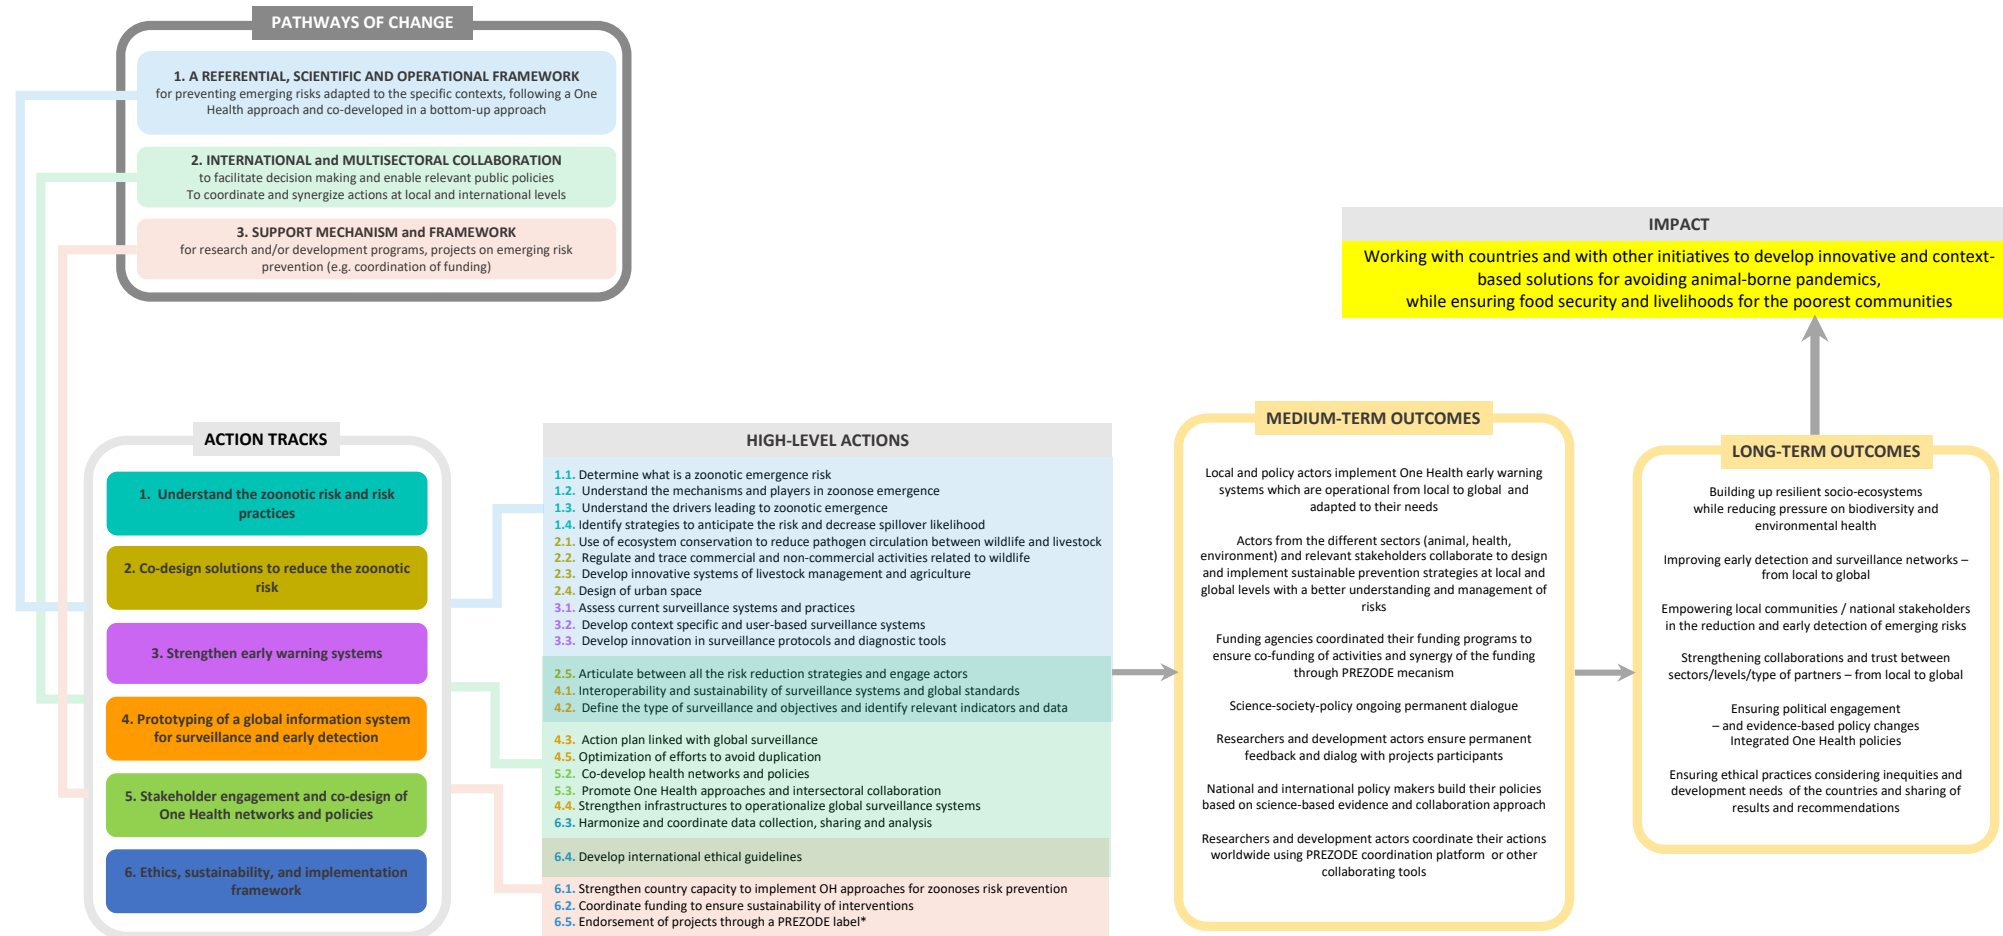 PATHWAYS OF CHANGE
1. A REFERENTIAL, SCIENTIFIC AND OPERATIONAL FRAMEWORK
for preventing emerging risks adapted to the specific contexts, following a One
Health approach and co-developed in a bottom-up approach
2. INTERNATIONAL and MULTISECTORAL COLLABORATION
to facilitate decision making and enable relevant public policies
To coordinate and synergize actions at local and international levels
3. SUPPORT MECHANISM and FRAMEWORK
for research and/or development programs, projects on emerging risk
prevention (e.g. coordination of funding)
ACTION TRACKS
1. Understand the zoonotic risk and risk
practices
2. Co-design solutions to reduce the zoonotic
risk
3. Strengthen early warning systems
4. Prototyping of a global information system
for surveillance and early detection
5. Stakeholder engagement and co-design of
One Health networks and policies
6. Ethics, sustainability, and implementation
framework
HIGH-LEVEL ACTIONS
1.1. Determine what is a zoonotic emergence risk
1.2. Understand the mechanisms and players in zoonose emergence
1.3. Understand the drivers leading to zoonotic emergence
1.4. Identify strategies to anticipate the risk and decrease spillover likelihood
2.1. Use of ecosystem conservation to reduce pathogen circulation between wildlife and livestock
2.2. Regulate and trace commercial and non-commercial activities related to wildlife
2.3. Develop innovative systems of livestock management and agriculture
2.4. Design of urban space
3.1. Assess current surveillance systems and practices
3.2. Develop context specific and user-based surveillance systems
3.3. Develop innovation in surveillance protocols and diagnostic tools
2.5. Articulate between all the risk reduction strategies and engage actors
4.1. Interoperability and sustainability of surveillance systems and global standards
4.2. Define the type of surveillance and objectives and identify relevant indicators and data
4.3. Action plan linked with global surveillance
4.5. Optimization of efforts to avoid duplication
5.2. Co-develop health networks and policies
5.3. Promote One Health approaches and intersectoral collaboration
4.4. Strengthen infrastructures to operationalize global surveillance systems
6.3. Harmonize and coordinate data collection, sharing and analysis
6.4. Develop international ethical guidelines
6.1. Strengthen country capacity to implement OH approaches for zoonoses risk prevention
6.2. Coordinate funding to ensure sustainability of interventions
6.5. Endorsement of projects through a PREZODE label*
MEDIUM-TERM OUTCOMES
Local and policy actors implement One Health early warning
systems which are operational from local to global and
adapted to their needs
Actors from the different sectors (animal, health,
environment) and relevant stakeholders collaborate to design
and implement sustainable prevention strategies at local and
global levels with a better understanding and management of
risks
Funding agencies coordinated their funding programs to
ensure co-funding of activities and synergy of the funding
through PREZODE mecanism
Science-society-policy ongoing permanent dialogue
Researchers and development actors ensure permanent
feedback and dialog with projects participants
National and international policy makers build their policies
based on science-based evidence and collaboration approach
Researchers and development actors coordinate their actions
worldwide using PREZODE coordination platform or other
collaborating tools
IMPACT
Working with countries and with other initiatives to develop innovative and context-
based solutions for avoiding animal-borne pandemics,
while ensuring food security and livelihoods for the poorest communities
LONG-TERM OUTCOMES
Building up resilient socio-ecosystems
while reducing pressure on biodiversity and
environmental health
Improving early detection and surveillance networks –
from local to global
Empowering local communities / national stakeholders
in the reduction and early detection of emerging risks
Strengthening collaborations and trust between
sectors/levels/type of partners – from local to global
Ensuring political engagement
– and evidence-based policy changes
Integrated One Health policies
Ensuring ethical practices considering inequities and
development needs of the countries and sharing of
results and recommendations